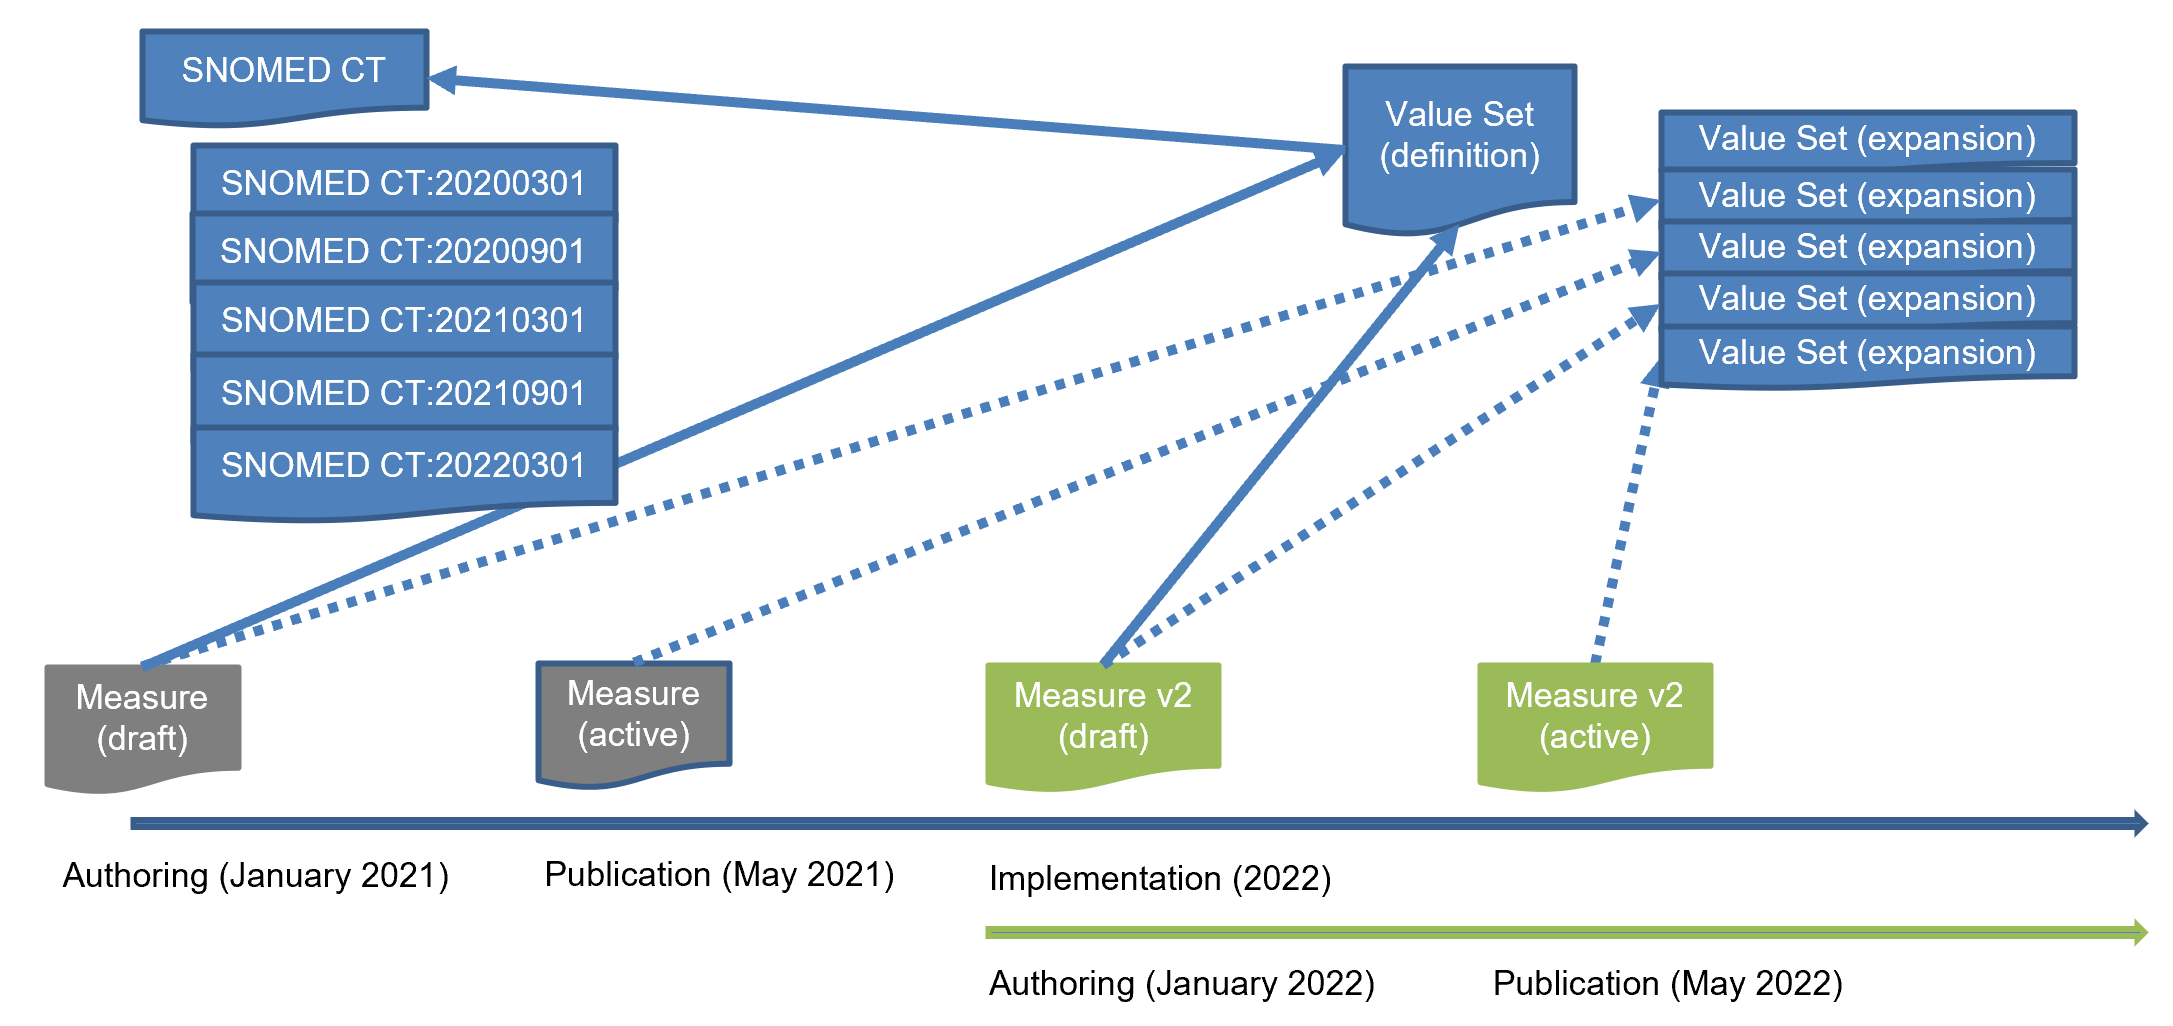 SNOMED CT
SNOMED CT:20200301
SNOMED CT:20200901
SNOMED CT:20210301
SNOMED CT:20210901
SNOMED CT:20220301
Value Set
(definition)
Value Set (expansion)
Value Set (expansion)
Value Set (expansion)
Value Set (expansion)
Value Set (expansion)
Measure
(draft)
Measure
(active)
Measure v2
(draft)
Measure v2
(active)
Authoring (January 2021)
Publication (May 2021)
Implementation (2022)
Authoring (January 2022)
Publication (May 2022)